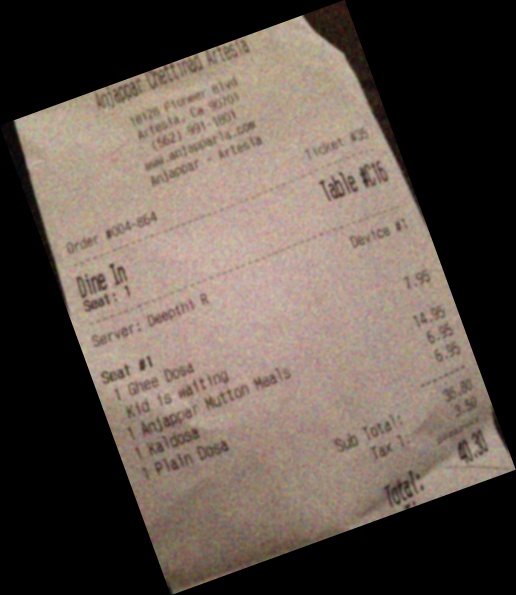 Anjappar Chettinad Artesia
18128 Pioneer Blvd
Artesia, Ca 90701
(562) 991-1801
www.anjapparls.com
Anjappar - Artesia
Ticket #35
Order #004-864
Table #C16
Dine In
Seat: 1
Device #1
Server: Deepthi R
Seat #1
1 Ghee Dosa 7.95
Kid is waiting
1 Anjappar Mutton Meals 14.95
1 Kaldosa 6.95
1 Plain Dosa 6.95
Sub Total: 36.80
Tax 1: 3.50
Total: 40.30